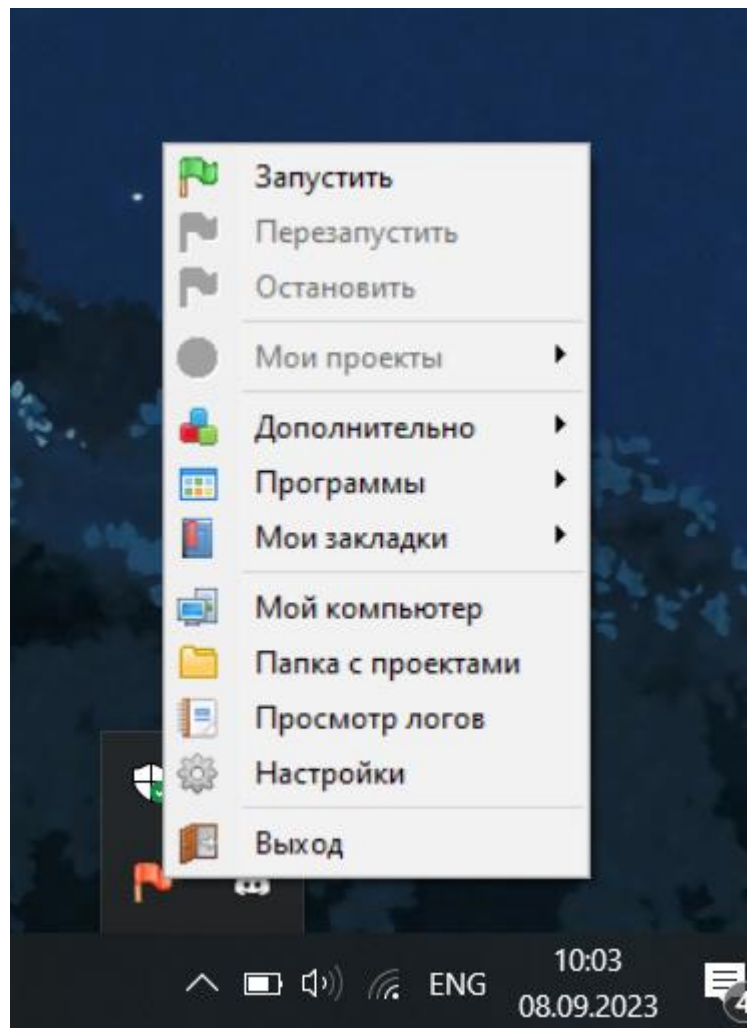 Запустить
Перезапустить
Остановить
Мои проекты
Дополнительно
Программы
Мои закладки
Мой компьютер
Папка с проектами
Просмотр логов
Настройки
Выход
ENG
10:03
08.09.2023
4